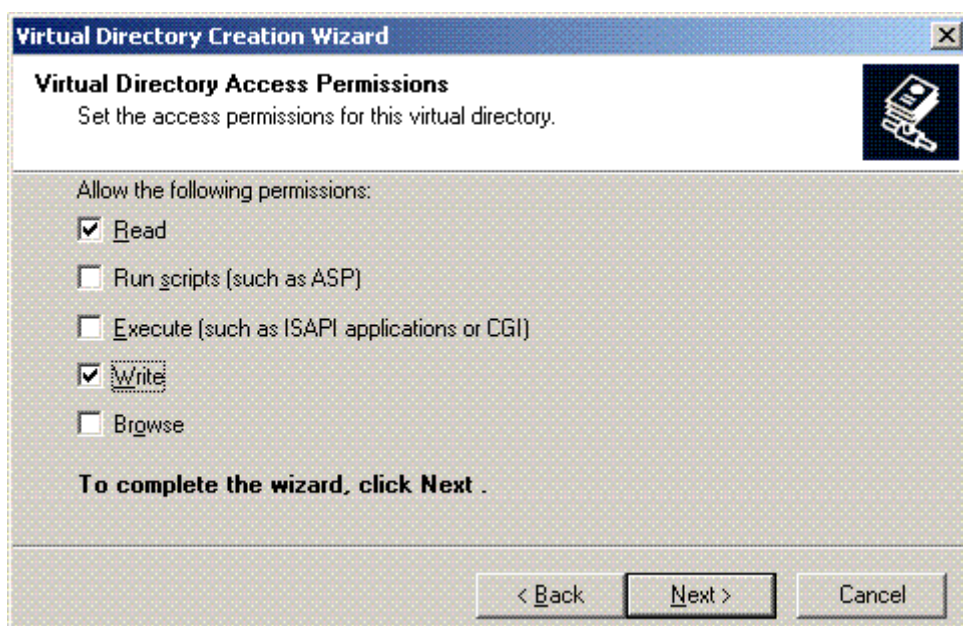 Virtual Directory Creation Wizard
Virtual Directory Access Permissions
Set the access permissions for this virtual directory.
Allow the following permissions:
Read
Run scripts (such as ASP)
Execute (such as ISAPI applications or CGI)
Write
Browse
To complete the wizard, click Next .
< Back Next > Cancel